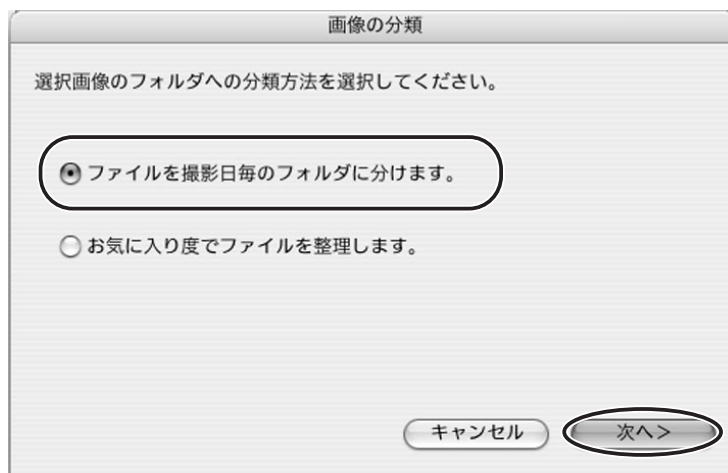 画像の分類
選択画像のフォルダへの分類方法を選択してください。
ファイルを撮影日毎のフォルダに分けます。
お気に入り度でファイルを整理します。
キャンセル
次へ＞